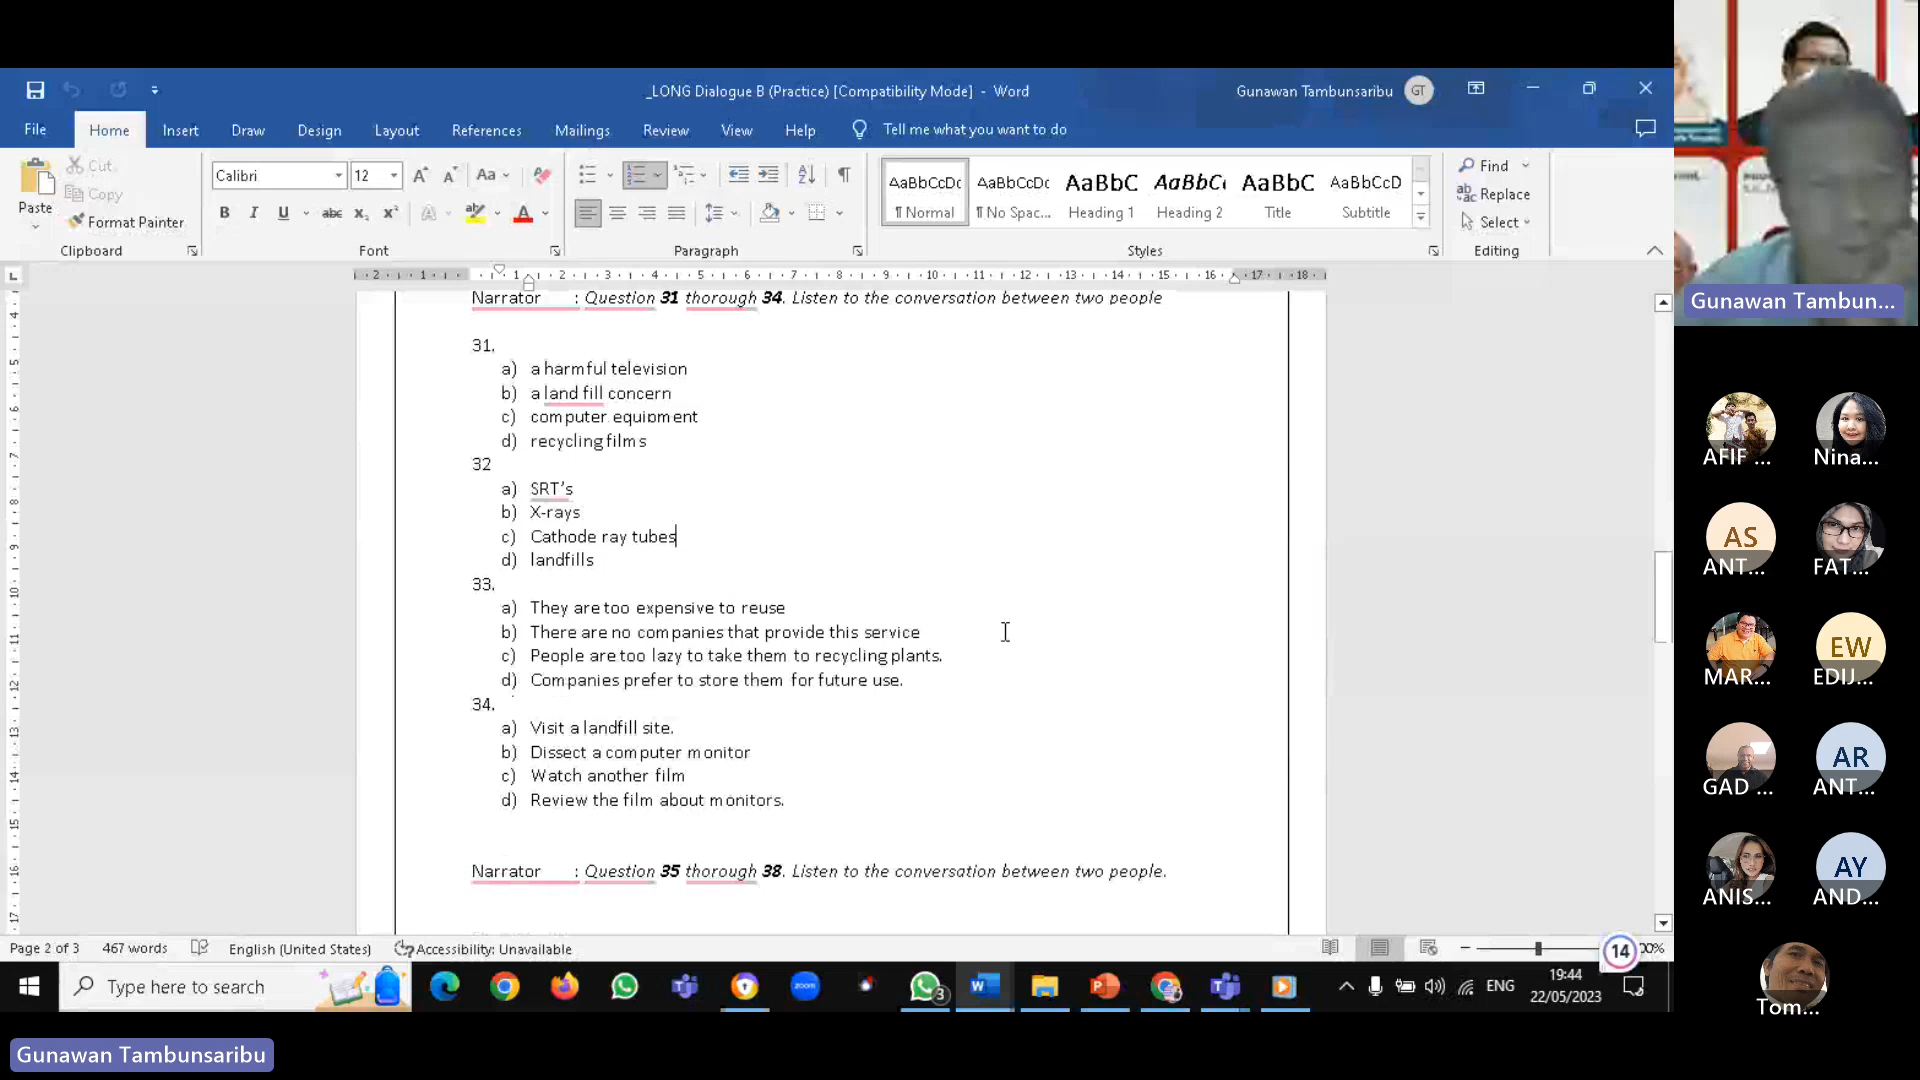 _LONG Dialogue B (Practice) [Compatibility Mode] - Word
Gunawan Tambunsaribu
GT
File
Home
Insert
Draw
Design
Layout
References
Mailings
Review
View
Help
Tell me what you want to do
Paste
Cut
Copy
Format Painter
Clipboard
Calibri
12
Font
Paragraph
AaBbCcDc
¶ Normal
AaBbCcDc
¶ No Spac...
AaBbC
Heading 1
AaBbCc
Heading 2
AaBbC
Title
AaBbCcD
Subtitle
Styles
Find
Replace
Select
Editing
Narrator : Question 31 thorough 34. Listen to the conversation between two people
31.
a) a harmful television
b) a land fill concern
c) computer equipment
d) recycling films
32
a) SRT's
b) X-rays
c) Cathode ray tubes
d) landfills
33.
a) They are too expensive to reuse
b) There are no companies that provide this service
c) People are too lazy to take them to recycling plants.
d) Companies prefer to store them for future use.
34.
a) Visit a landfill site.
b) Dissect a computer monitor
c) Watch another film
d) Review the film about monitors.
Narrator : Question 35 thorough 38. Listen to the conversation between two people.
Page 2 of 3
467 words
English (United States)
Accessibility: Unavailable
14
Type here to search
zoom
3
ENG
19:44
22/05/2023
Gunawan Tambunsaribu
Gunawan Tambun...
AFIF ...
Nina...
AS
ANT...
FAT...
MAR...
EW
EDIJ...
GAD ...
AR
ANT...
ANIS...
AY
AND...
Tom...